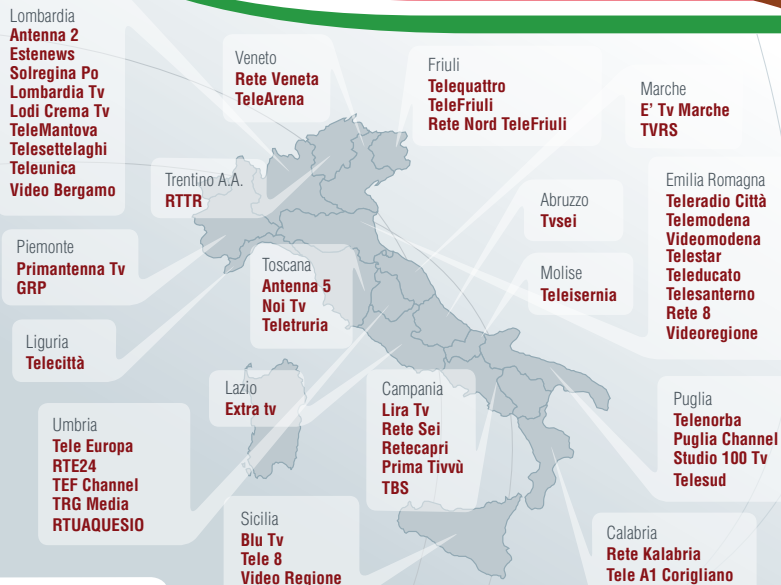 Lombardia
Antenna 2
Estenews
Solregina Po
Lombardia Tv
Lodi Crema Tv
TeleMantova
Telesettelaghi
Teleunica
Video Bergamo
Veneto
Rete Veneta
TeleArena
Friuli
Telequattro
TeleFriuli
Rete Nord TeleFriuli
Marche
E' Tv Marche
TVRS
Trentino A.A.
RTTR
Abruzzo
Tvsei
Emilia Romagna
Teleradio Città
Telemodena
Videomodena
Telestar
Teleducato
Telesanterno
Rete 8
Videoregione
Piemonte
Primantenna Tv
GRP
Toscana
Antenna 5
Noi Tv
Teletruria
Molise
Teleisernia
Liguria
Telecittà
Lazio
Extra tv
Campania
Lira Tv
Rete Sei
Retecapri
Prima Tivvù
TBS
Puglia
Telenorba
Puglia Channel
Studio 100 Tv
Telesud
Umbria
Tele Europa
RTE24
TEF Channel
TRG Media
RTUAQUESIO
Sicilia
Blu Tv
Tele 8
Video Regione
Calabria
Rete Kalabria
Tele A1 Corigliano